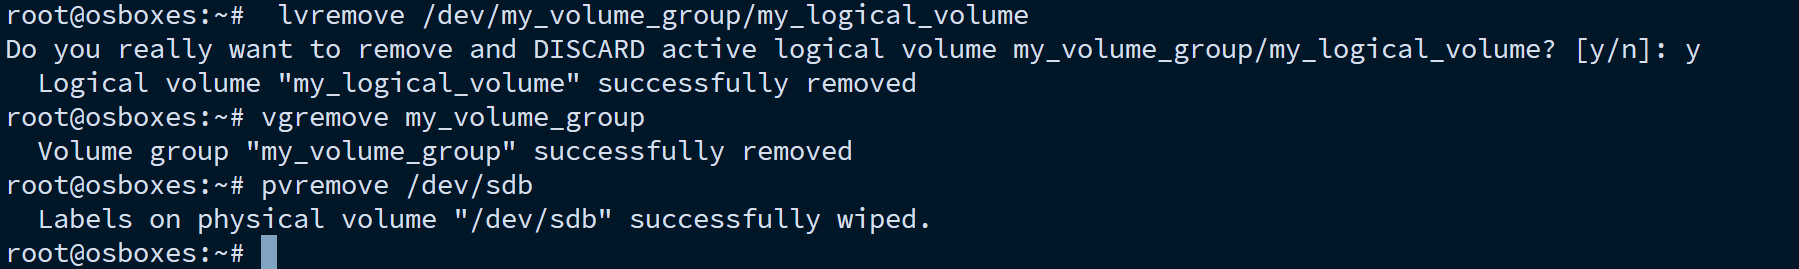 root@osboxes:~#  lvremove /dev/my_volume_group/my_logical_volume
Do you really want to remove and DISCARD active logical volume my_volume_group/my_logical_volume? [y/n]: y
  Logical volume "my_logical_volume" successfully removed
root@osboxes:~# vgremove my_volume_group
  Volume group "my_volume_group" successfully removed
root@osboxes:~# pvremove /dev/sdb
  Labels on physical volume "/dev/sdb" successfully wiped.
root@osboxes:~#